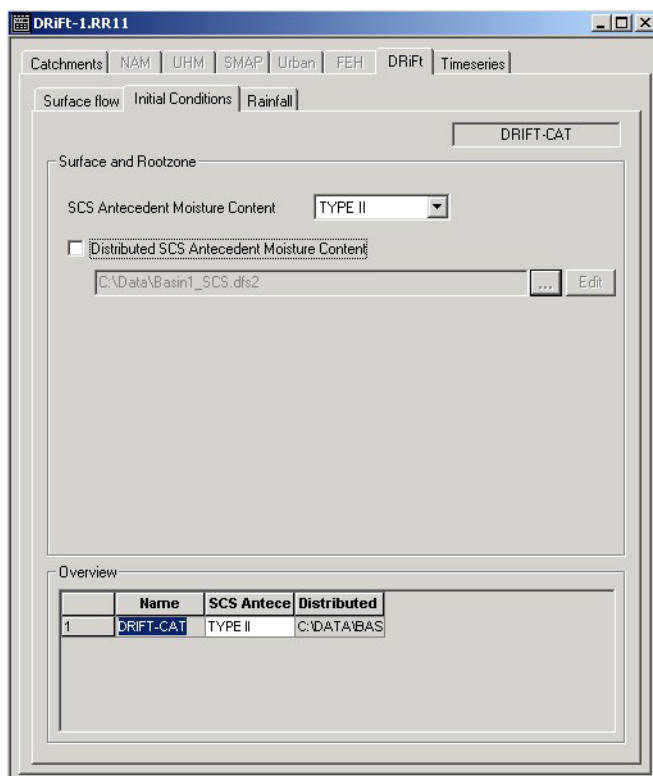 DRiFt-1.RR11
Catchments NAM UHM SMAP Urban FEH DRiFt Timeseries
Surface flow Initial Conditions Rainfall
DRIFT-CAT
Surface and Rootzone
SCS Antecedent Moisture Content TYPE II
Distributed SCS Antecedent Moisture Content
C:\Data\Basin1_SCS.dfs2 ... Edit
Overview
Name SCS Antece Distributed
1 DRIFT-CAT TYPE II C:\DATA\BAS